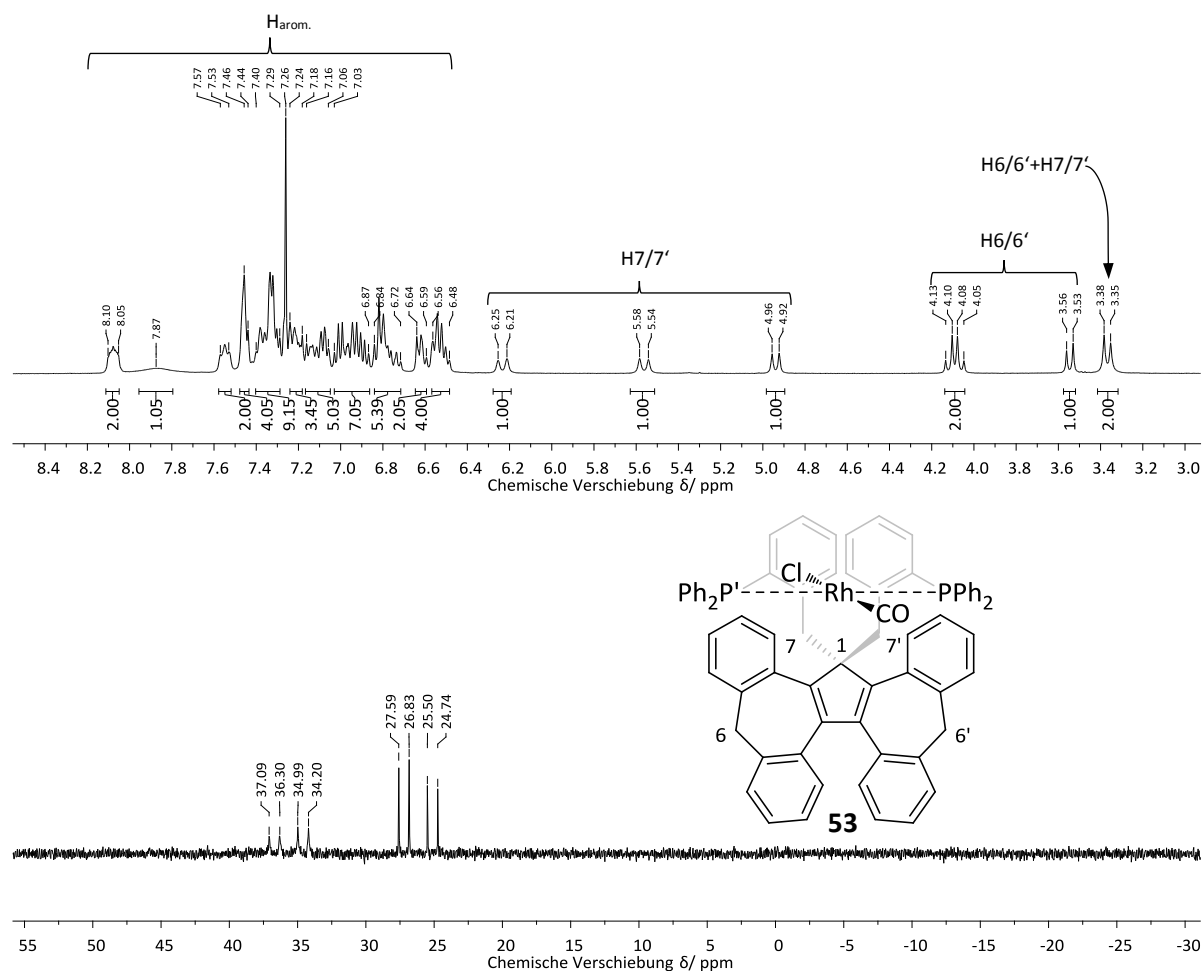 Harom.
7.57 7.53 7.46 7.44 7.40 7.29 7.26 7.24 7.18 7.16 7.06 7.03
H6/6‘+H7/7‘
H6/6‘
H7/7‘
8.10 8.05 7.87 6.87 6.84 6.72 6.64 6.59 6.56 6.48 6.25 6.21 5.58 5.54 4.96 4.92 4.13 4.10 4.08 4.05 3.56 3.53 3.38 3.35
2.00 1.05 2.00 4.05 9.15 3.45 5.03 7.05 5.39 2.05 4.00 1.00 1.00 1.00 2.00 1.00 2.00
8.4 8.2 8.0 7.8 7.6 7.4 7.2 7.0 6.8 6.6 6.4 6.2 6.0 5.8 5.6 5.4 5.2 5.0 4.8 4.6 4.4 4.2 4.0 3.8 3.6 3.4 3.2 3.0
Chemische Verschiebung δ/ ppm
Cl
Ph2P' Rh PPh2
CO
7 1 7'
6 6'
53
37.09 36.30 34.99 34.20 27.59 26.83 25.50 24.74
55 50 45 40 35 30 25 20 15 10 5 0 -5 -10 -15 -20 -25 -30
Chemische Verschiebung δ/ ppm